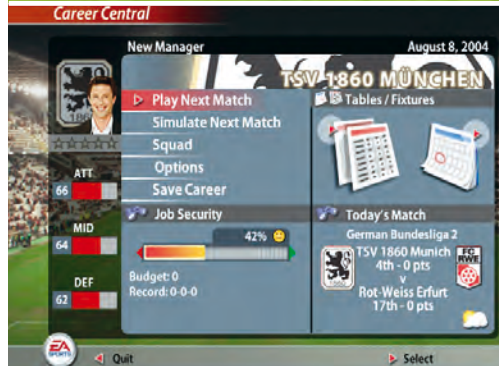 Career Central
New Manager
August 8, 2004
TSV 1860 MÜNCHEN
Play Next Match
Simulate Next Match
Squad
Options
Save Career
Tables / Fixtures
ATT
66
MID
64
DEF
62
Job Security
42%
Budget: 0
Record: 0-0-0
Today's Match
German Bundesliga 2
TSV 1860 Munich
4th - 0 pts
v
Rot-Weiss Erfurt
17th - 0 pts
FC
RWE
EA
SPORTS
Quit
Select